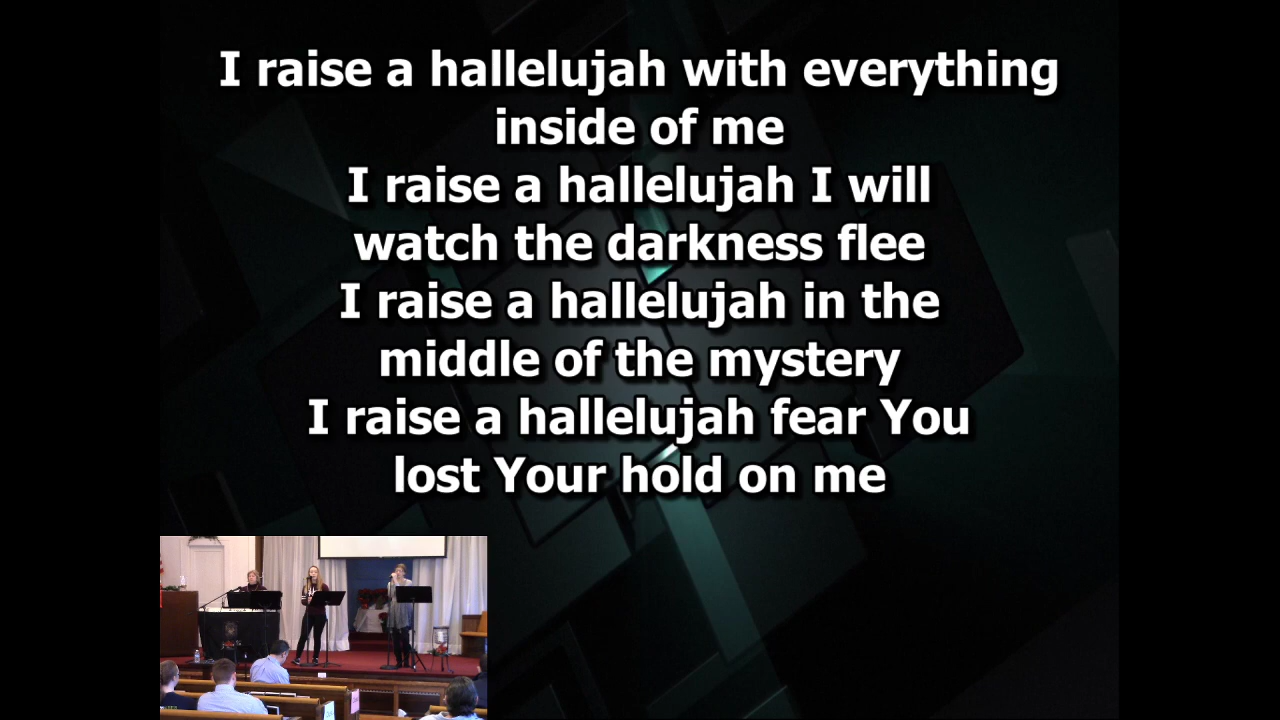 I raise a hallelujah with everything
inside of me
I raise a hallelujah I will
watch the darkness flee
I raise a hallelujah in the
middle of the mystery
I raise a hallelujah fear You
lost Your hold on me